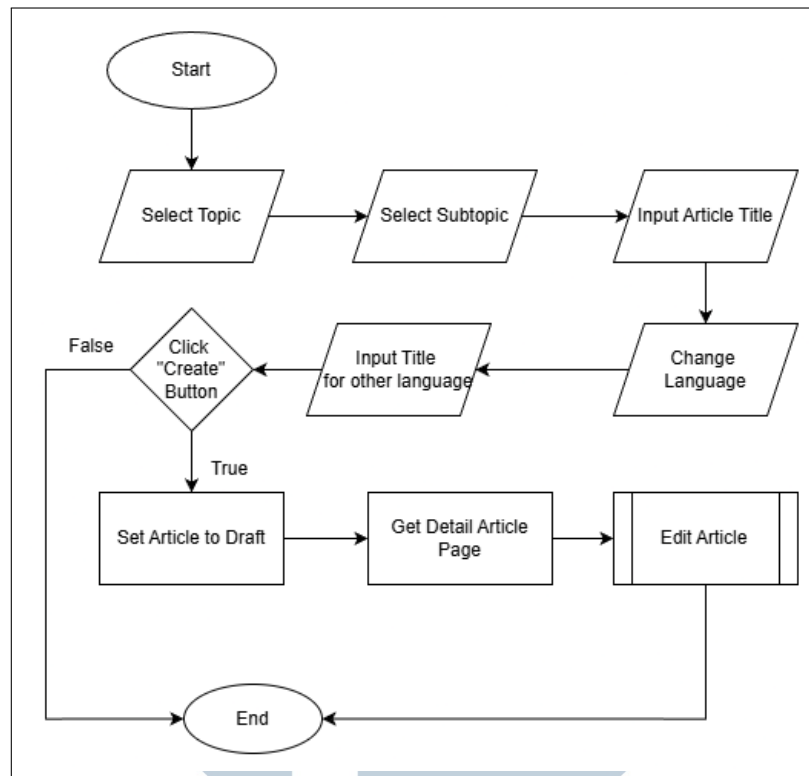 Start
Select Topic
Select Subtopic
Input Article Title
False
Click
"Create"
Button
Input Title
for other language
Change
Language
True
Set Article to Draft
Get Detail Article
Page
Edit Article
End